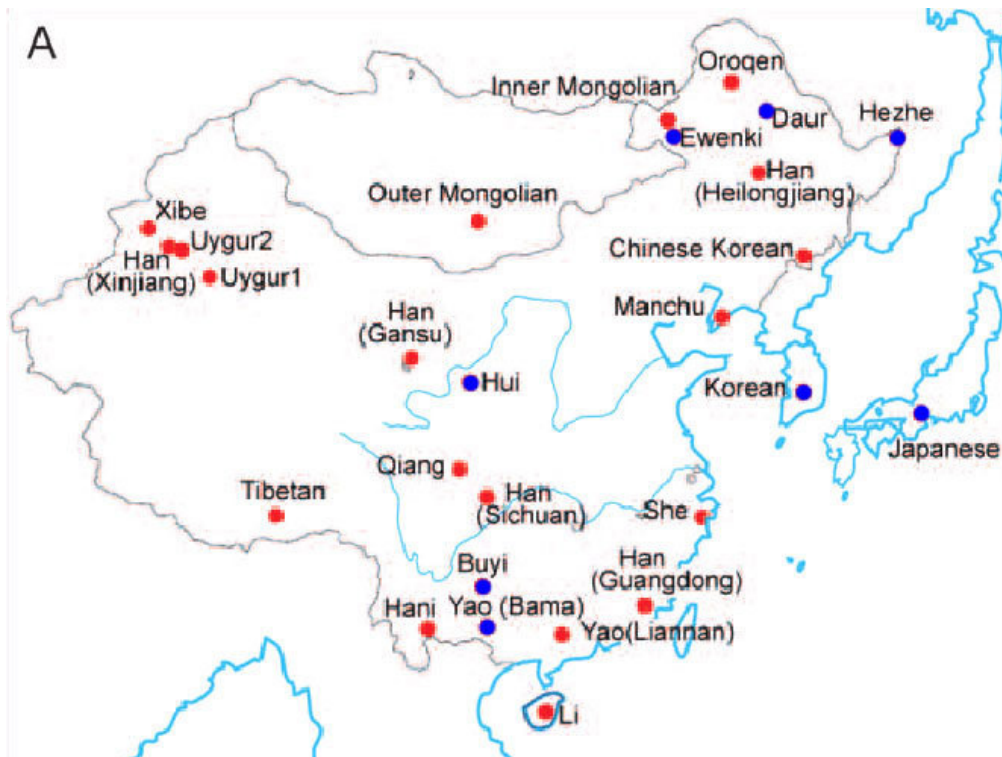 A
Oroqen
Inner Mongolian
Daur
Hezhe
Ewenki
Han
(Heilongjiang)
Outer Mongolian
Xibe
Uygur2
Han
(Xinjiang)
Uygur1
Chinese Korean
Manchu
Han
(Gansu)
Hui
Korean
Japanese
Qiang
Tibetan
Han
(Sichuan)
She
Buyi
Han
(Guangdong)
Hani
Yao (Bama)
Yao(Liannan)
Li